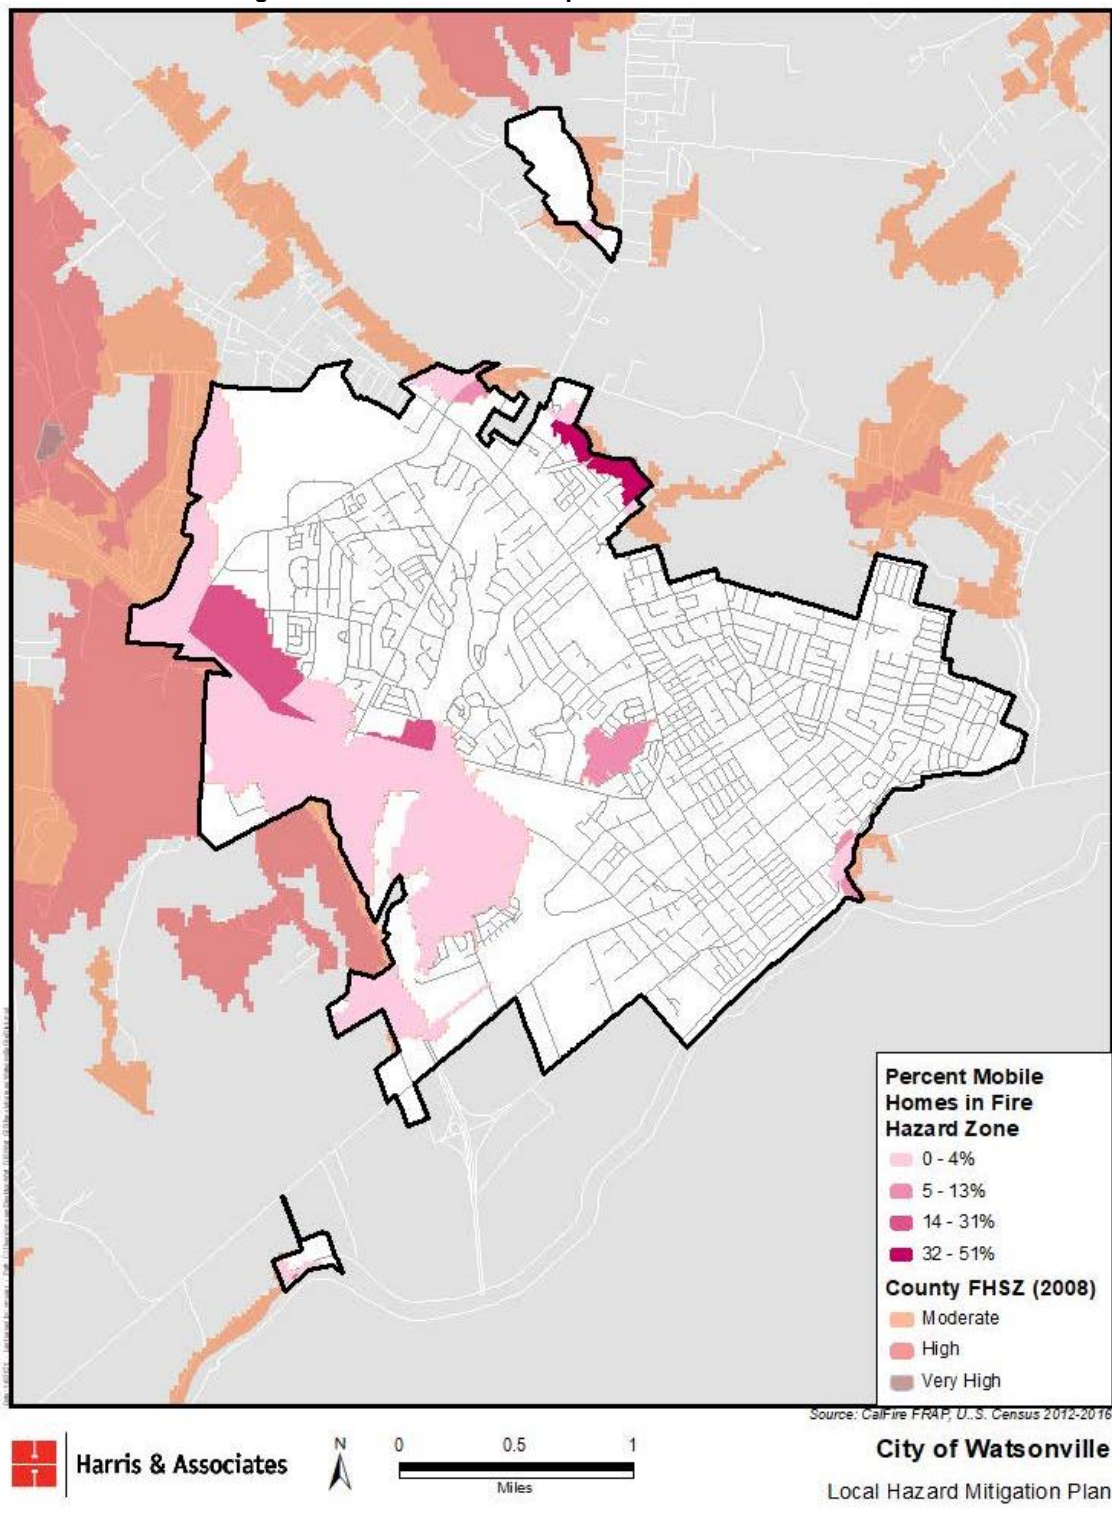 Percent Mobile
Homes in Fire
Hazard Zone
0 - 4%
5 - 13%
14 - 31%
32 - 51%
County FHSZ (2008)
Moderate
High
Very High
Source: CalFire FRAP, U.S. Census 2012-2016
Harris & Associates
N
0 0.5 1
Miles
City of Watsonville
Local Hazard Mitigation Plan